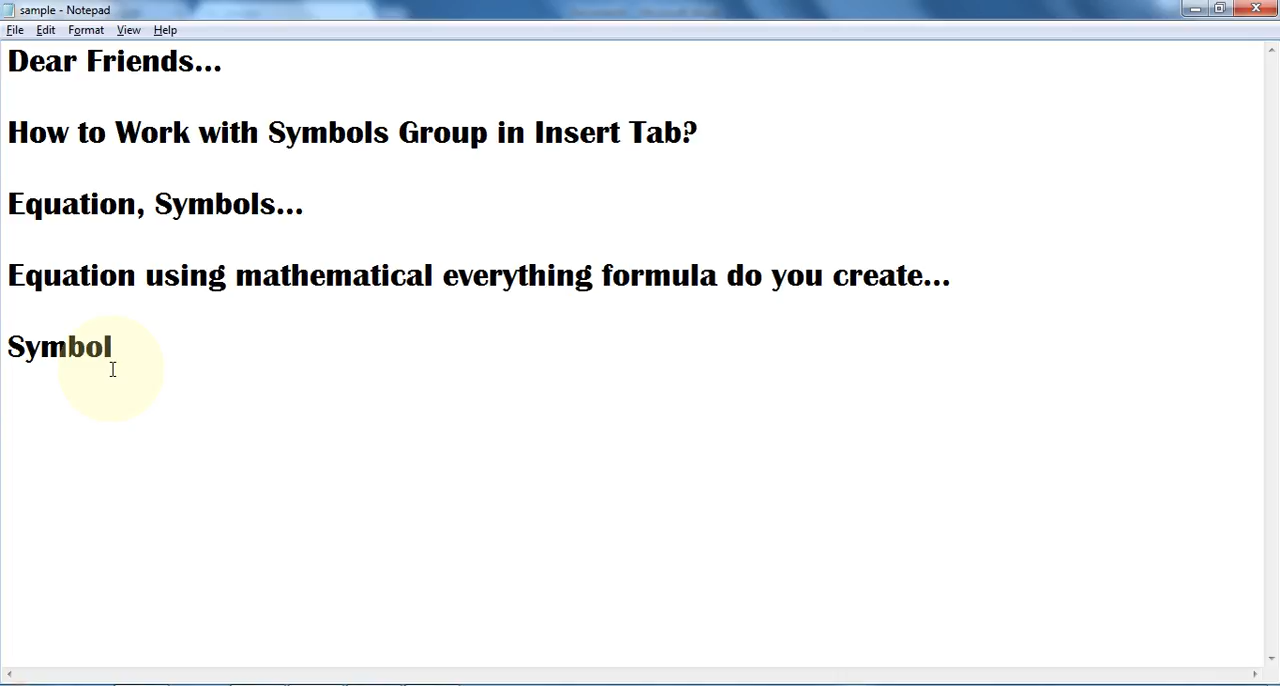 sample - Notepad
File Edit Format View Help
Dear Friends...
How to Work with Symbols Group in Insert Tab?
Equation, Symbols...
Equation using mathematical everything formula do you create...
Symbol